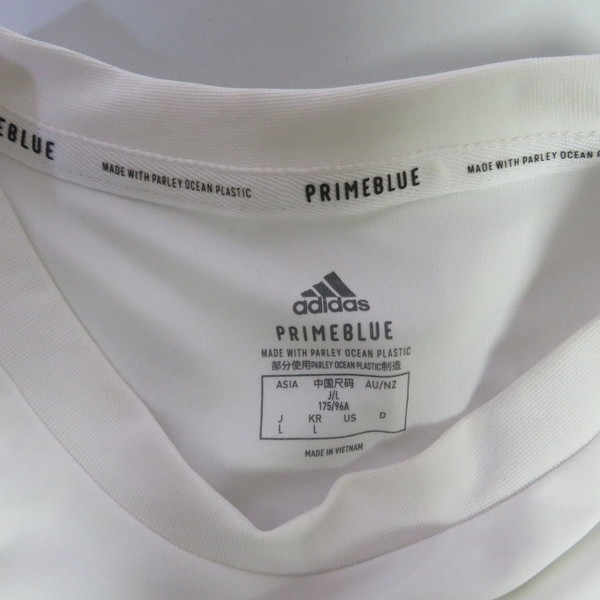 EBLUE MADE WITH PARLEY OCEAN PLASTIC PRIMEBLUE MADE WITH PARLEY OCEAN P
adidas
PRIMEBLUE
MADE WITH PARLEY OCEAN PLASTIC
部分使用PARLEY OCEAN PLASTIC制造
ASIA 中国尺码 AU/NZ
J/L
175/96A
J KR US D
L L
MADE IN VIETNAM